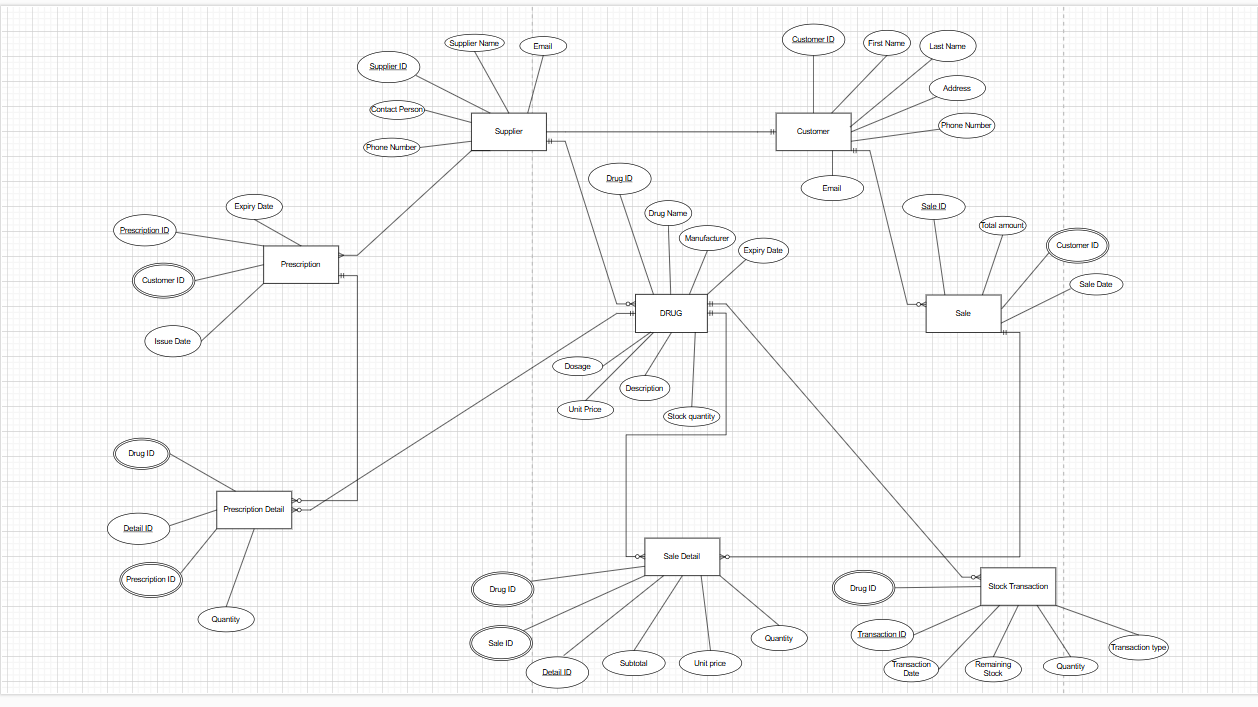 Supplier Name
Email
Supplier ID
Contact Person
Phone Number
Supplier
Customer ID
First Name
Last Name
Address
Phone Number
Customer
Email
Drug ID
Drug Name
Manufacturer
Expiry Date
DRUG
Dosage
Description
Unit Price
Stock quantity
Expiry Date
Prescription ID
Customer ID
Prescription
Issue Date
Sale ID
Total amount
Customer ID
Sale Date
Sale
Drug ID
Prescription Detail
Detail ID
Prescription ID
Quantity
Sale Detail
Drug ID
Sale ID
Detail ID
Subtotal
Unit price
Quantity
Stock Transaction
Drug ID
Transaction ID
Transaction
Date
Remaining
Stock
Quantity
Transaction type